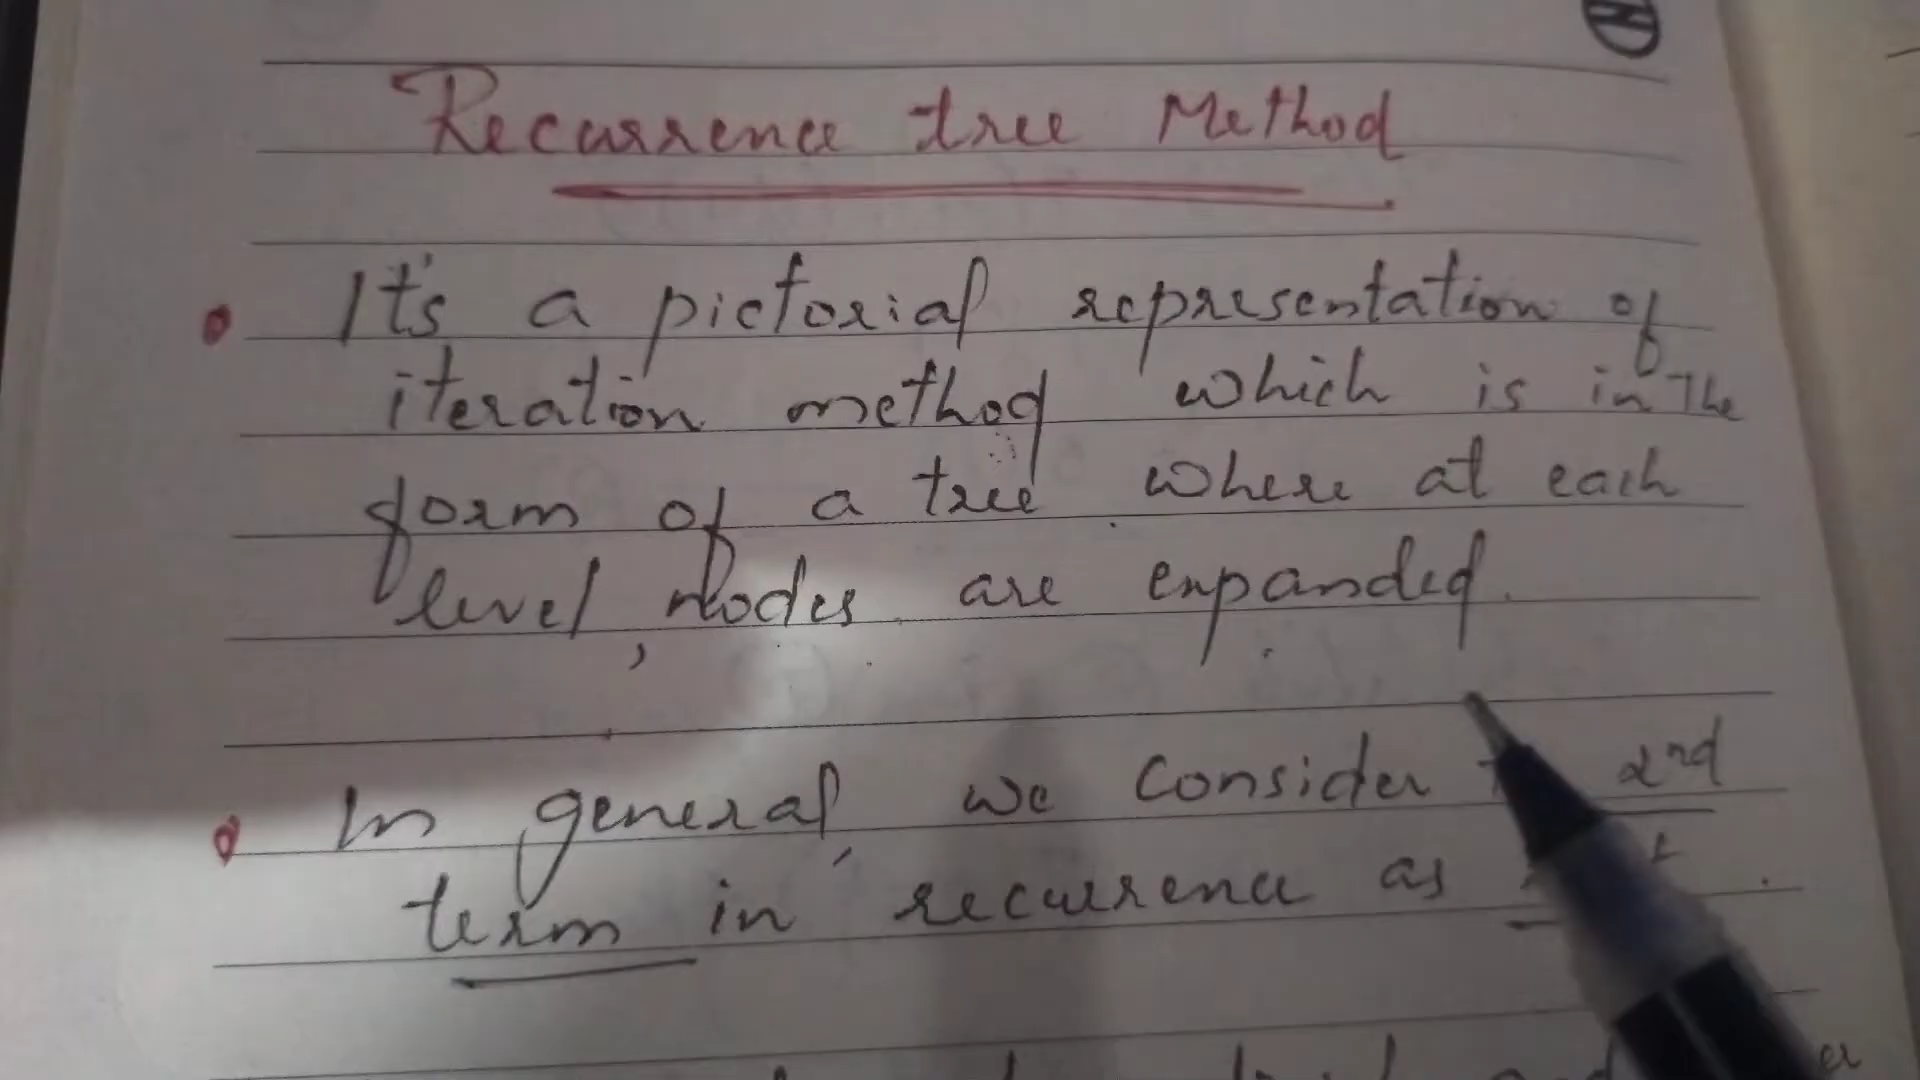 Recurrence tree Method
It's a pictorial representation of
iteration method which is in The
form of a tree where at each
level, nodes are expanded.
In general, we consider 2nd
term in recurrence as